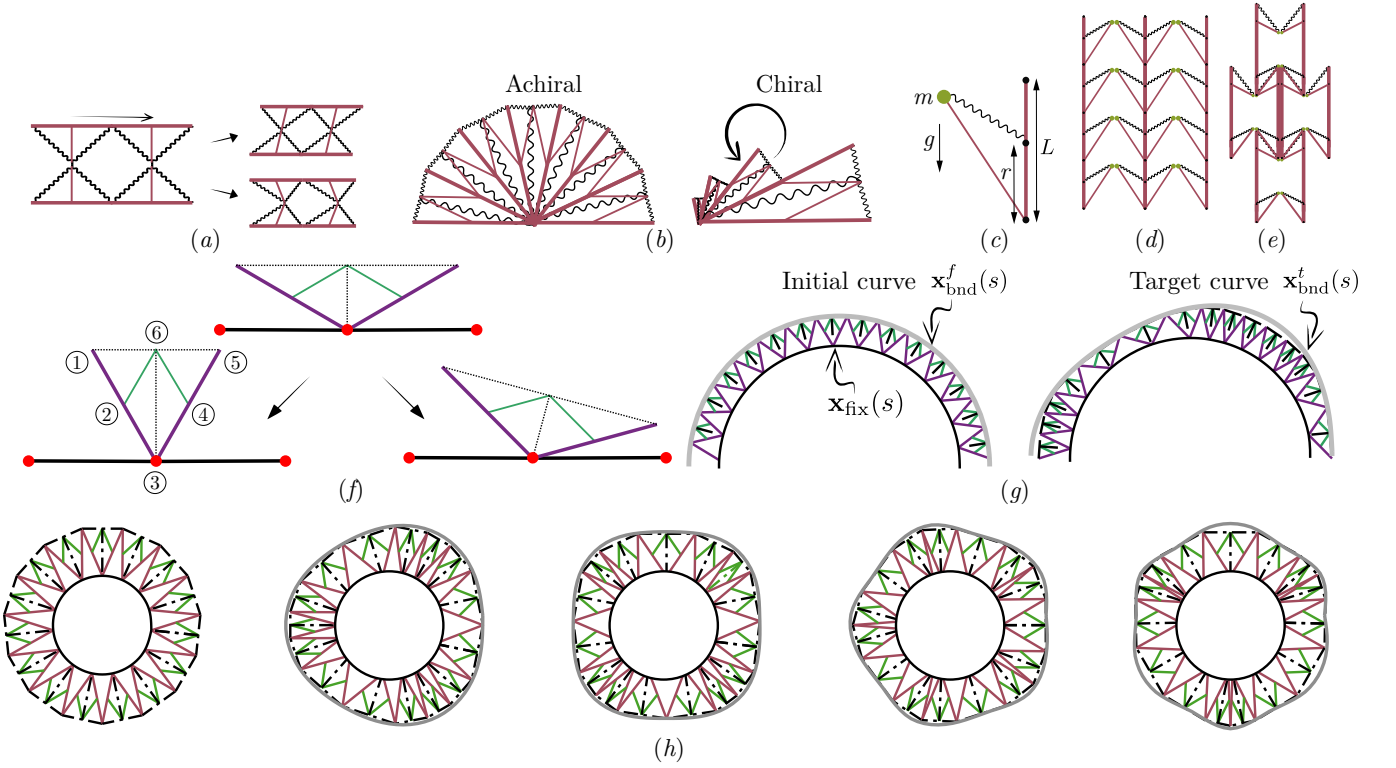 Achiral
Chiral
m
g
r
L
(a)
(b)
(c)
(d)
(e)
Initial curve x^f_bnd(s)
Target curve x^t_bnd(s)
⑥
①
⑤
②
④
③
x_fix(s)
(f)
(g)
(h)